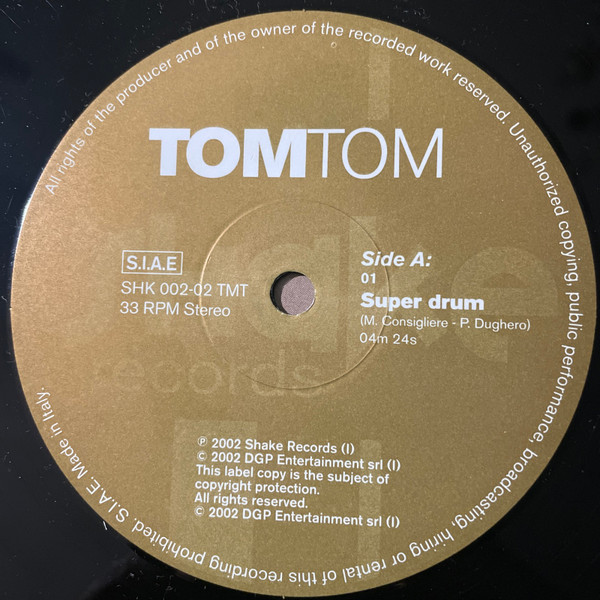 All rights of the producer and of the owner of the recorded work reserved. Unauthorized copying, public performance, broadcasting, hiring or rental of this recording prohibited. S.I.A.E. Made in Italy.
TOMTOM
S.I.A.E
SHK 002-02 TMT
33 RPM Stereo
Side A:
01
Super drum
(M. Consigliere - P. Dughero)
04m 24s
shake
records
℗ 2002 Shake Records (I)
© 2002 DGP Entertainment srl (I)
This label copy is the subject of
copyright protection.
All rights reserved.
© 2002 DGP Entertainment srl (I)